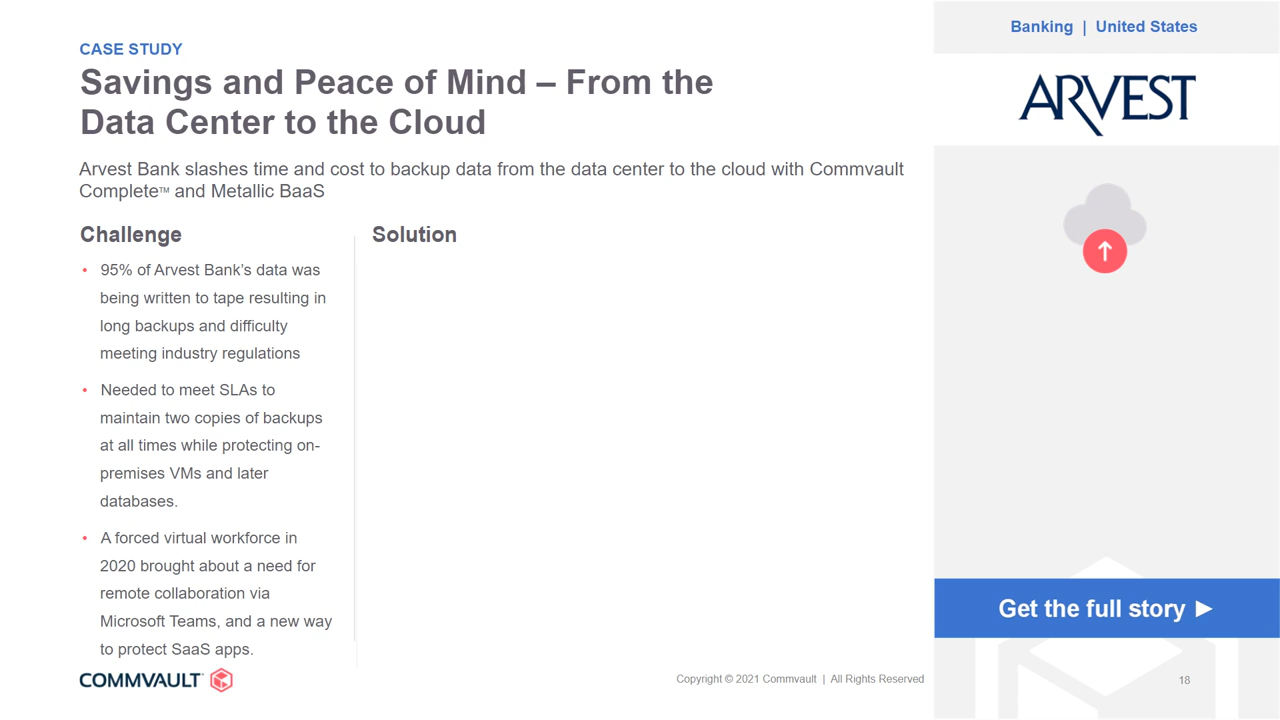 CASE STUDY
Savings and Peace of Mind – From the
Data Center to the Cloud
Arvest Bank slashes time and cost to backup data from the data center to the cloud with Commvault
Complete™ and Metallic BaaS
Challenge
• 95% of Arvest Bank's data was
being written to tape resulting in
long backups and difficulty
meeting industry regulations
• Needed to meet SLAs to
maintain two copies of backups
at all times while protecting on-
premises VMs and later
databases.
• A forced virtual workforce in
2020 brought about a need for
remote collaboration via
Microsoft Teams, and a new way
to protect SaaS apps.
Solution
Banking | United States
ARVEST
Get the full story ►
COMMVAULT
Copyright © 2021 Commvault | All Rights Reserved
18